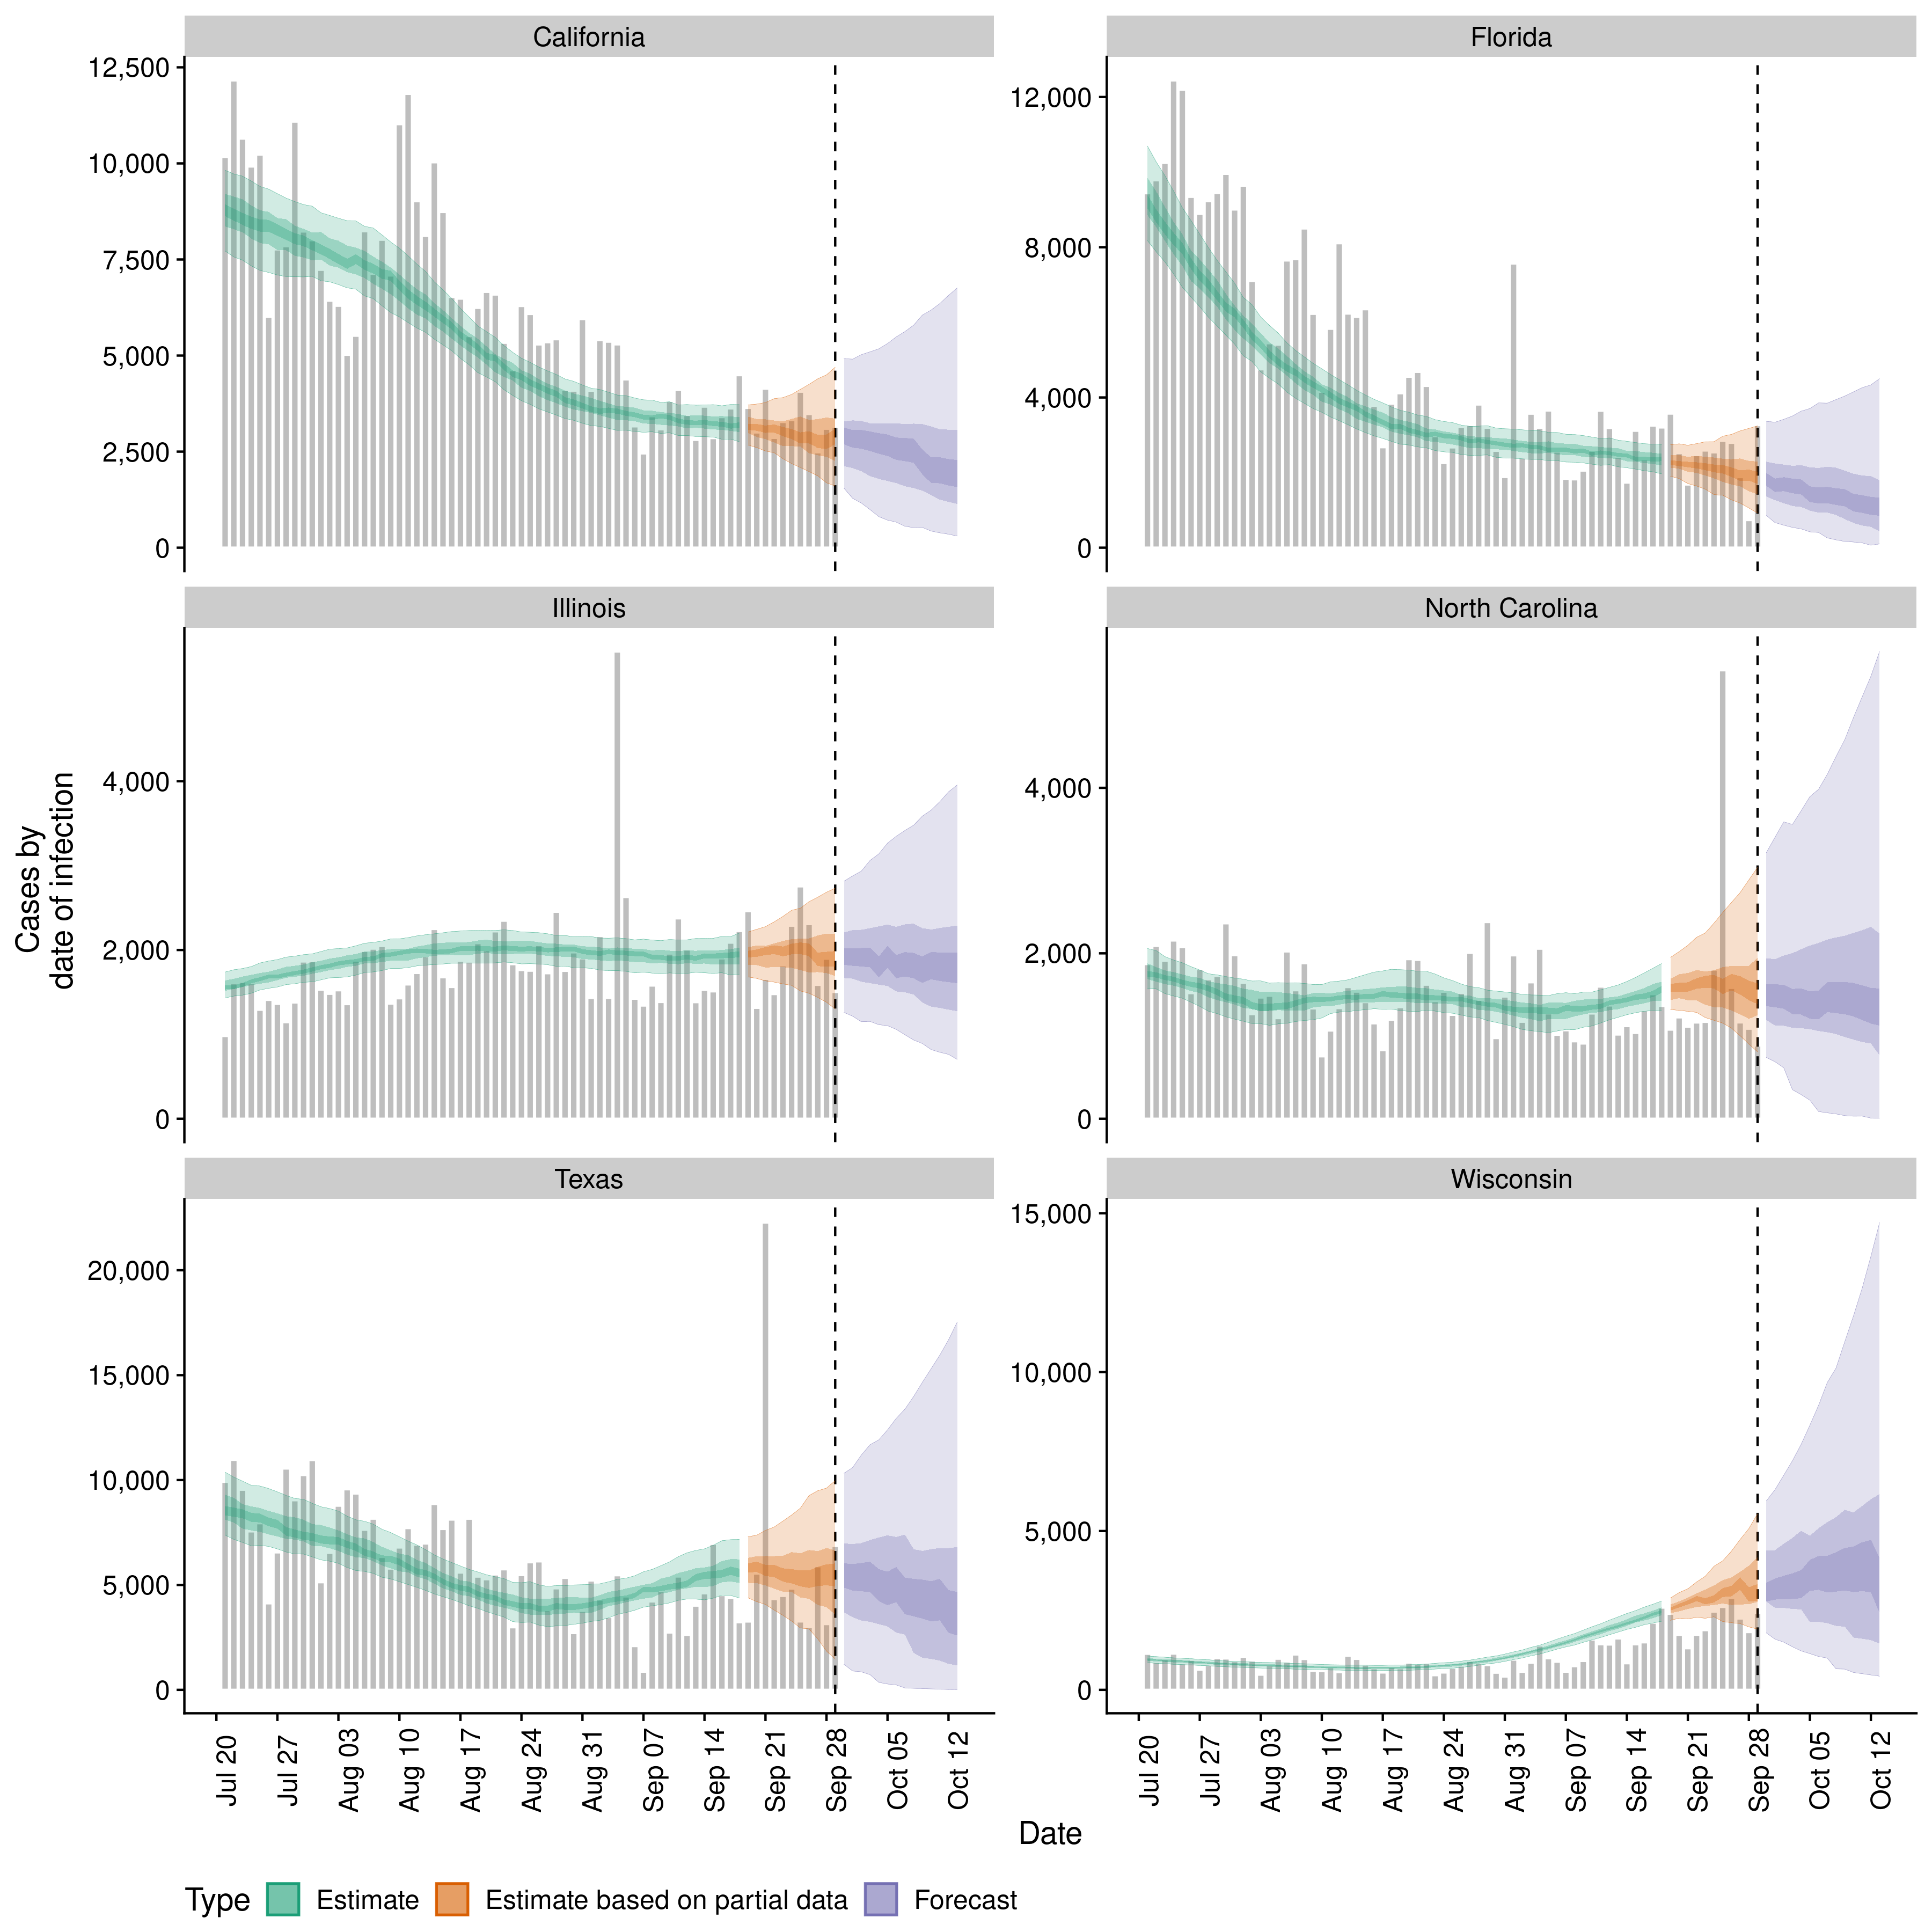 California
Florida
12,500
10,000
7,500
5,000
2,500
0
12,000
8,000
4,000
0
Illinois
North Carolina
4,000
2,000
0
4,000
2,000
0
Cases by
date of infection
Texas
Wisconsin
20,000
15,000
10,000
5,000
0
15,000
10,000
5,000
0
Jul 20
Jul 27
Aug 03
Aug 10
Aug 17
Aug 24
Aug 31
Sep 07
Sep 14
Sep 21
Sep 28
Oct 05
Oct 12
Jul 20
Jul 27
Aug 03
Aug 10
Aug 17
Aug 24
Aug 31
Sep 07
Sep 14
Sep 21
Sep 28
Oct 05
Oct 12
Date
Type Estimate Estimate based on partial data Forecast